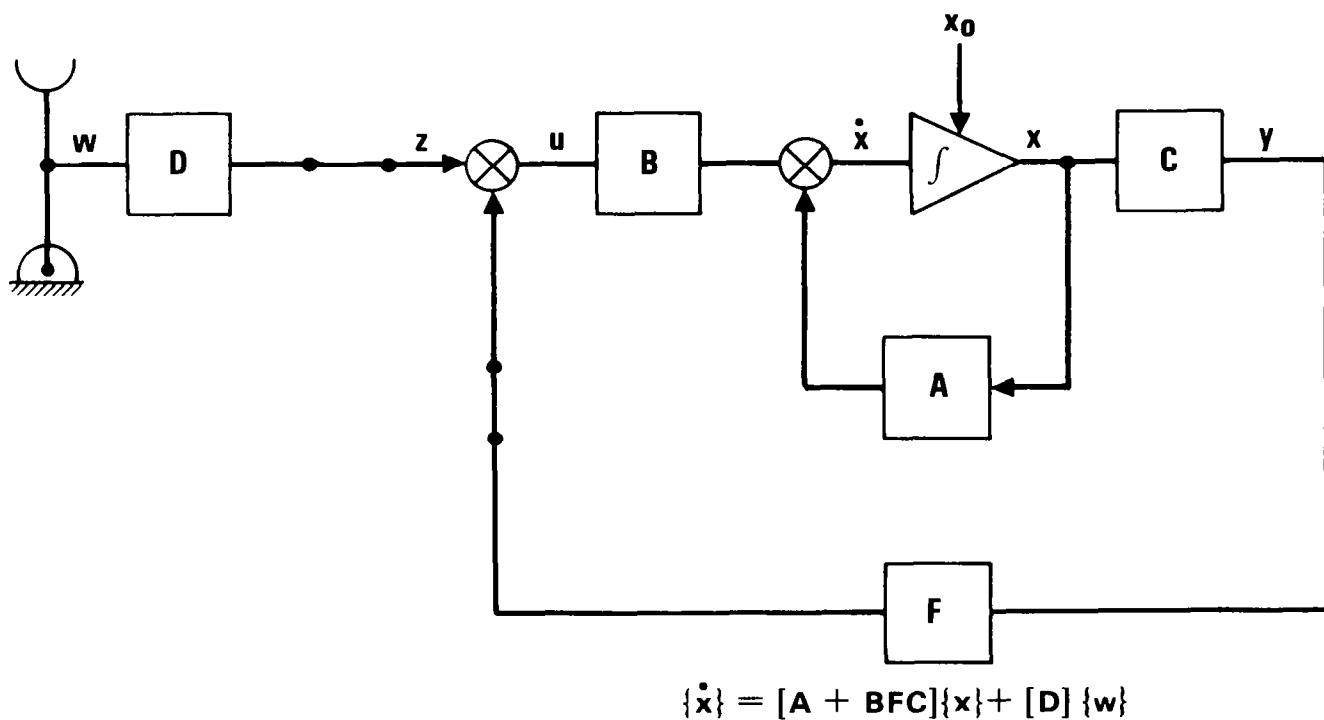 x₀
w
D
z
u
B
ẋ
∫
x
C
y
A
F
{ẋ} = [A + BFC]{x} + [D] {w}